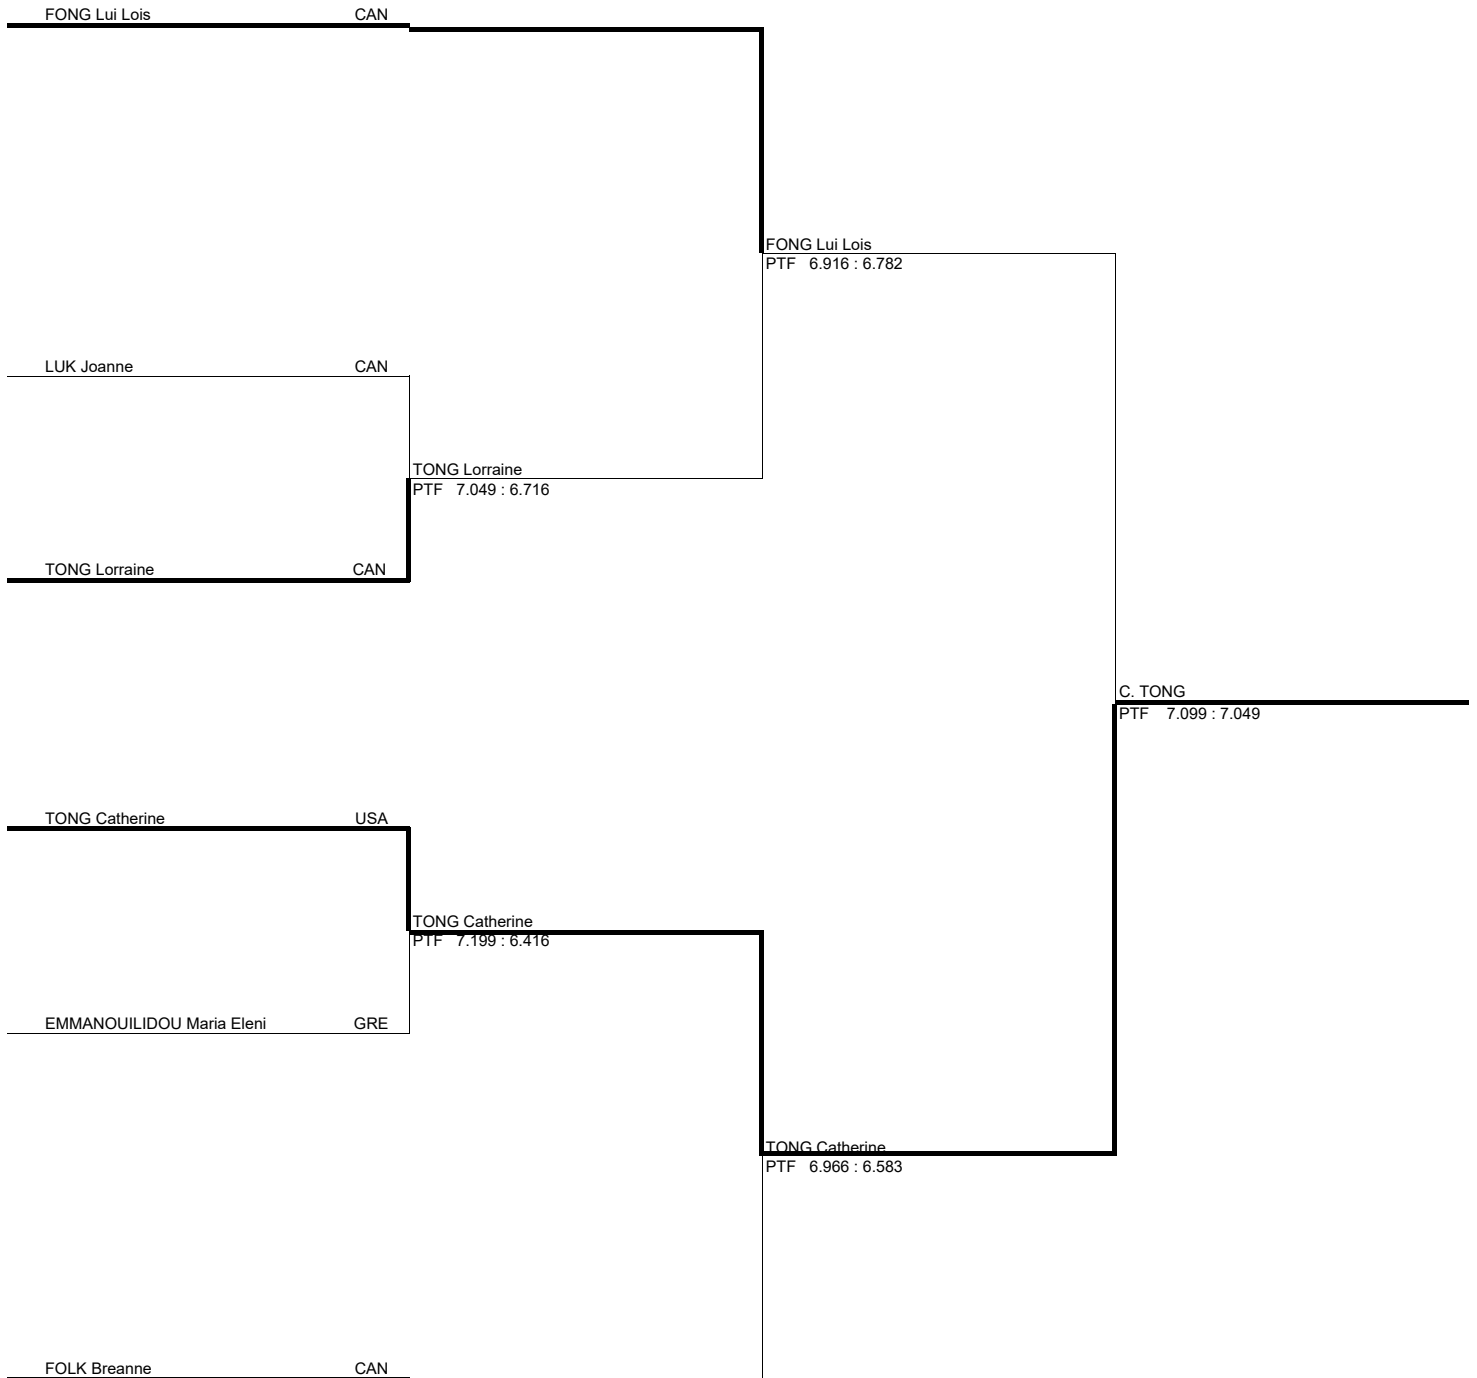 FONG Lui Lois CAN
FONG Lui Lois
PTF 6.916 : 6.782
LUK Joanne CAN
TONG Lorraine
PTF 7.049 : 6.716
TONG Lorraine CAN
C. TONG
PTF 7.099 : 7.049
TONG Catherine USA
TONG Catherine
PTF 7.199 : 6.416
EMMANOUILIDOU Maria Eleni GRE
TONG Catherine
PTF 6.966 : 6.583
FOLK Breanne CAN